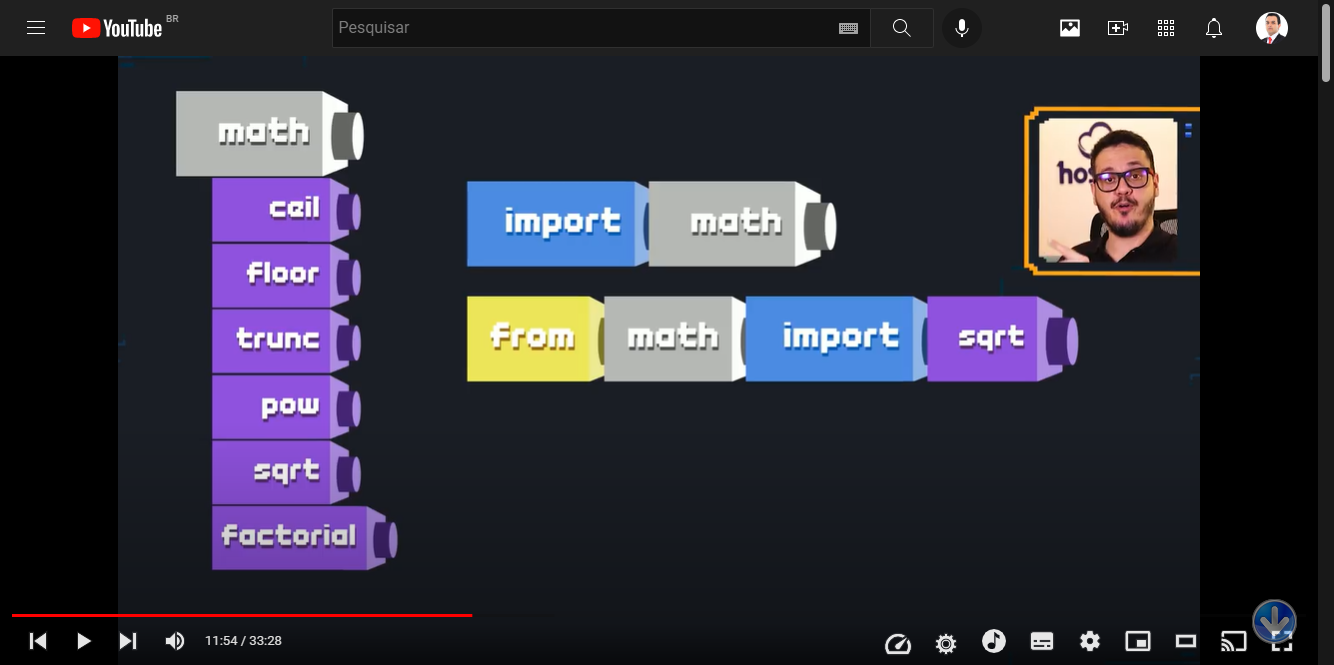 YouTube BR
Pesquisar
math
ceil
floor
trunc
pow
sqrt
factorial
import math
from math import sqrt
hos
11:54 / 33:28